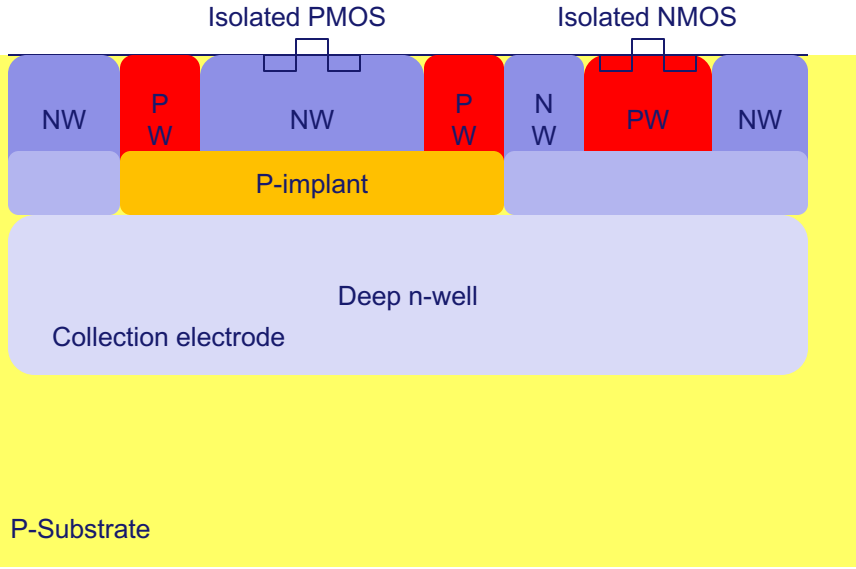 Isolated PMOS
Isolated NMOS
NW
P
W
NW
P
W
N
W
PW
NW
P-implant
Deep n-well
Collection electrode
P-Substrate